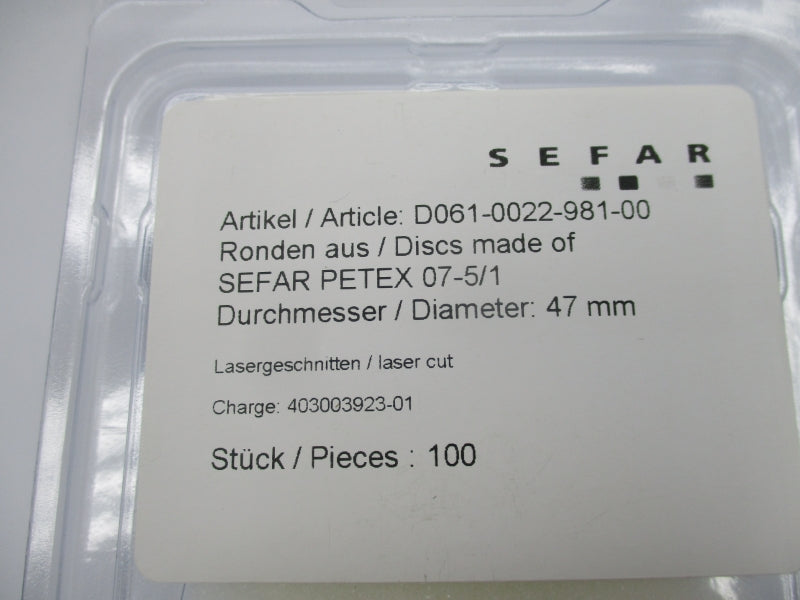 SEFAR
Artikel / Article: D061-0022-981-00
Ronden aus / Discs made of
SEFAR PETEX 07-5/1
Durchmesser / Diameter: 47 mm
Lasergeschnitten / laser cut
Charge: 403003923-01
Stück / Pieces : 100